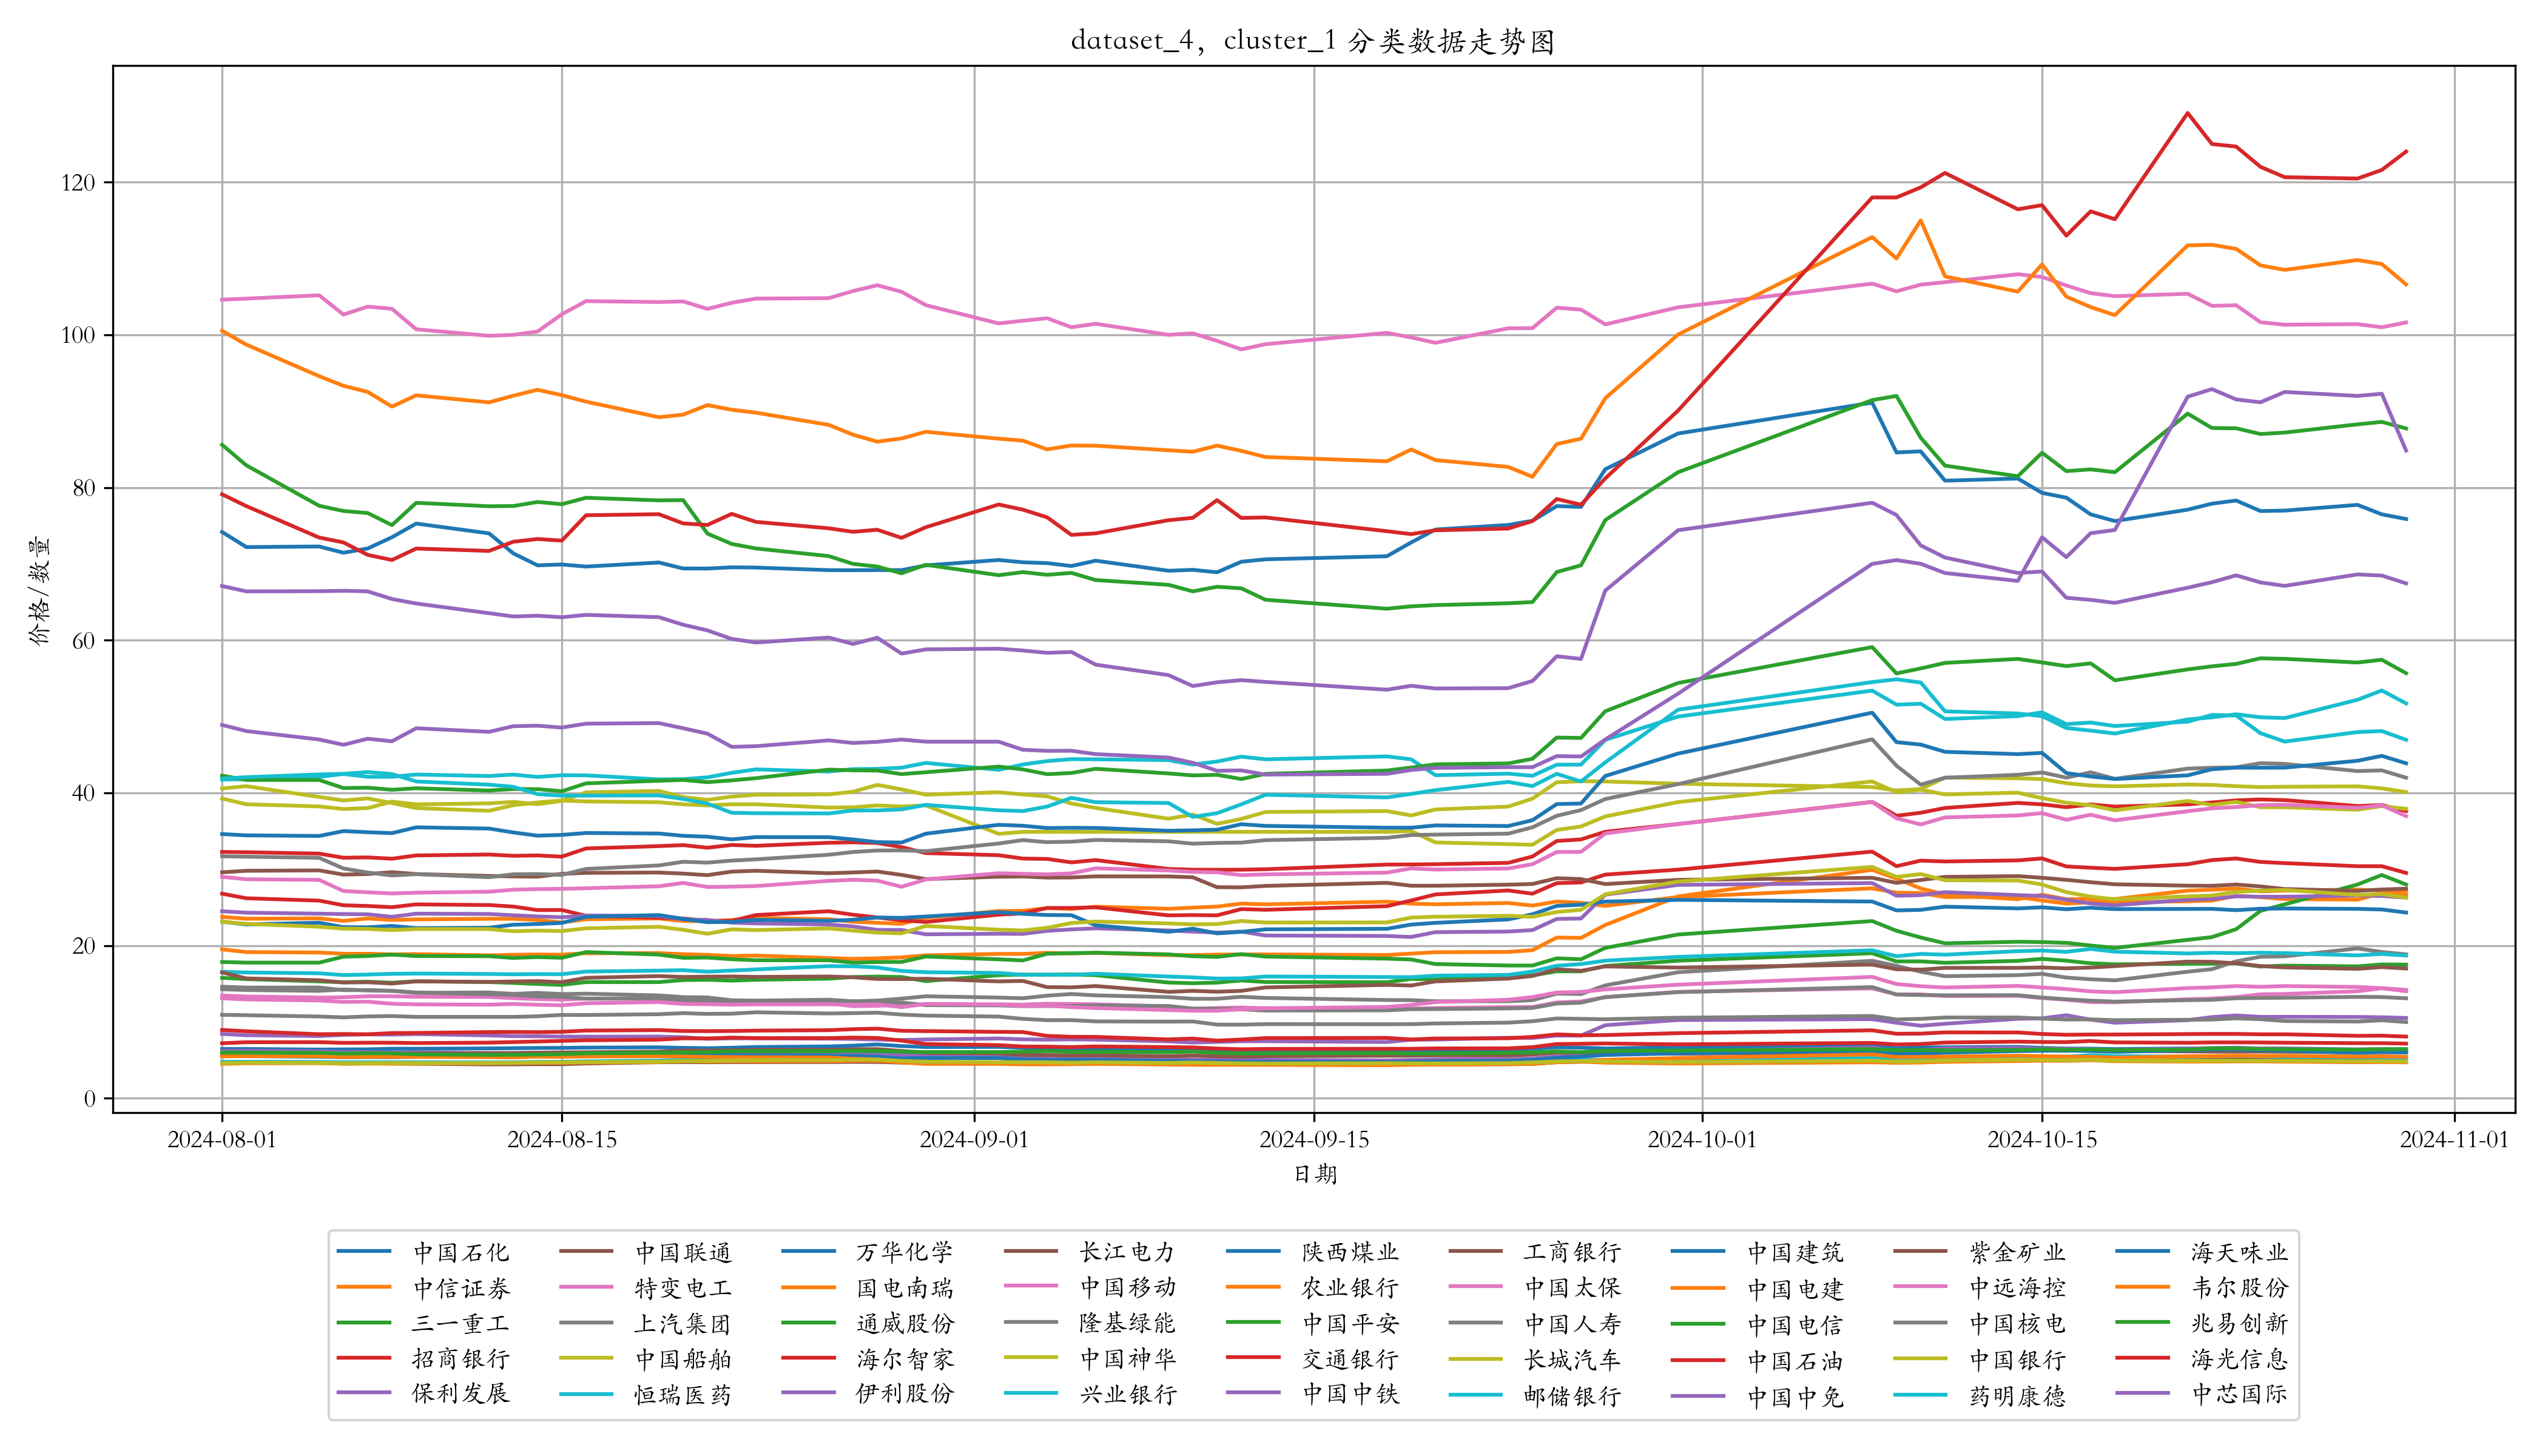 dataset_4，cluster_1 分类数据走势图
120
100
80
60
40
20
0
价格/数量
2024-08-01 2024-08-15 2024-09-01 2024-09-15 2024-10-01 2024-10-15 2024-11-01
日期
中国石化 中国联通 万华化学 长江电力 陕西煤业 工商银行 中国建筑 紫金矿业 海天味业
中信证券 特变电工 国电南瑞 中国移动 农业银行 中国太保 中国电建 中远海控 韦尔股份
三一重工 上汽集团 通威股份 隆基绿能 中国平安 中国人寿 中国电信 中国核电 兆易创新
招商银行 中国船舶 海尔智家 中国神华 交通银行 长城汽车 中国石油 中国银行 海光信息
保利发展 恒瑞医药 伊利股份 兴业银行 中国中铁 邮储银行 中国中免 药明康德 中芯国际